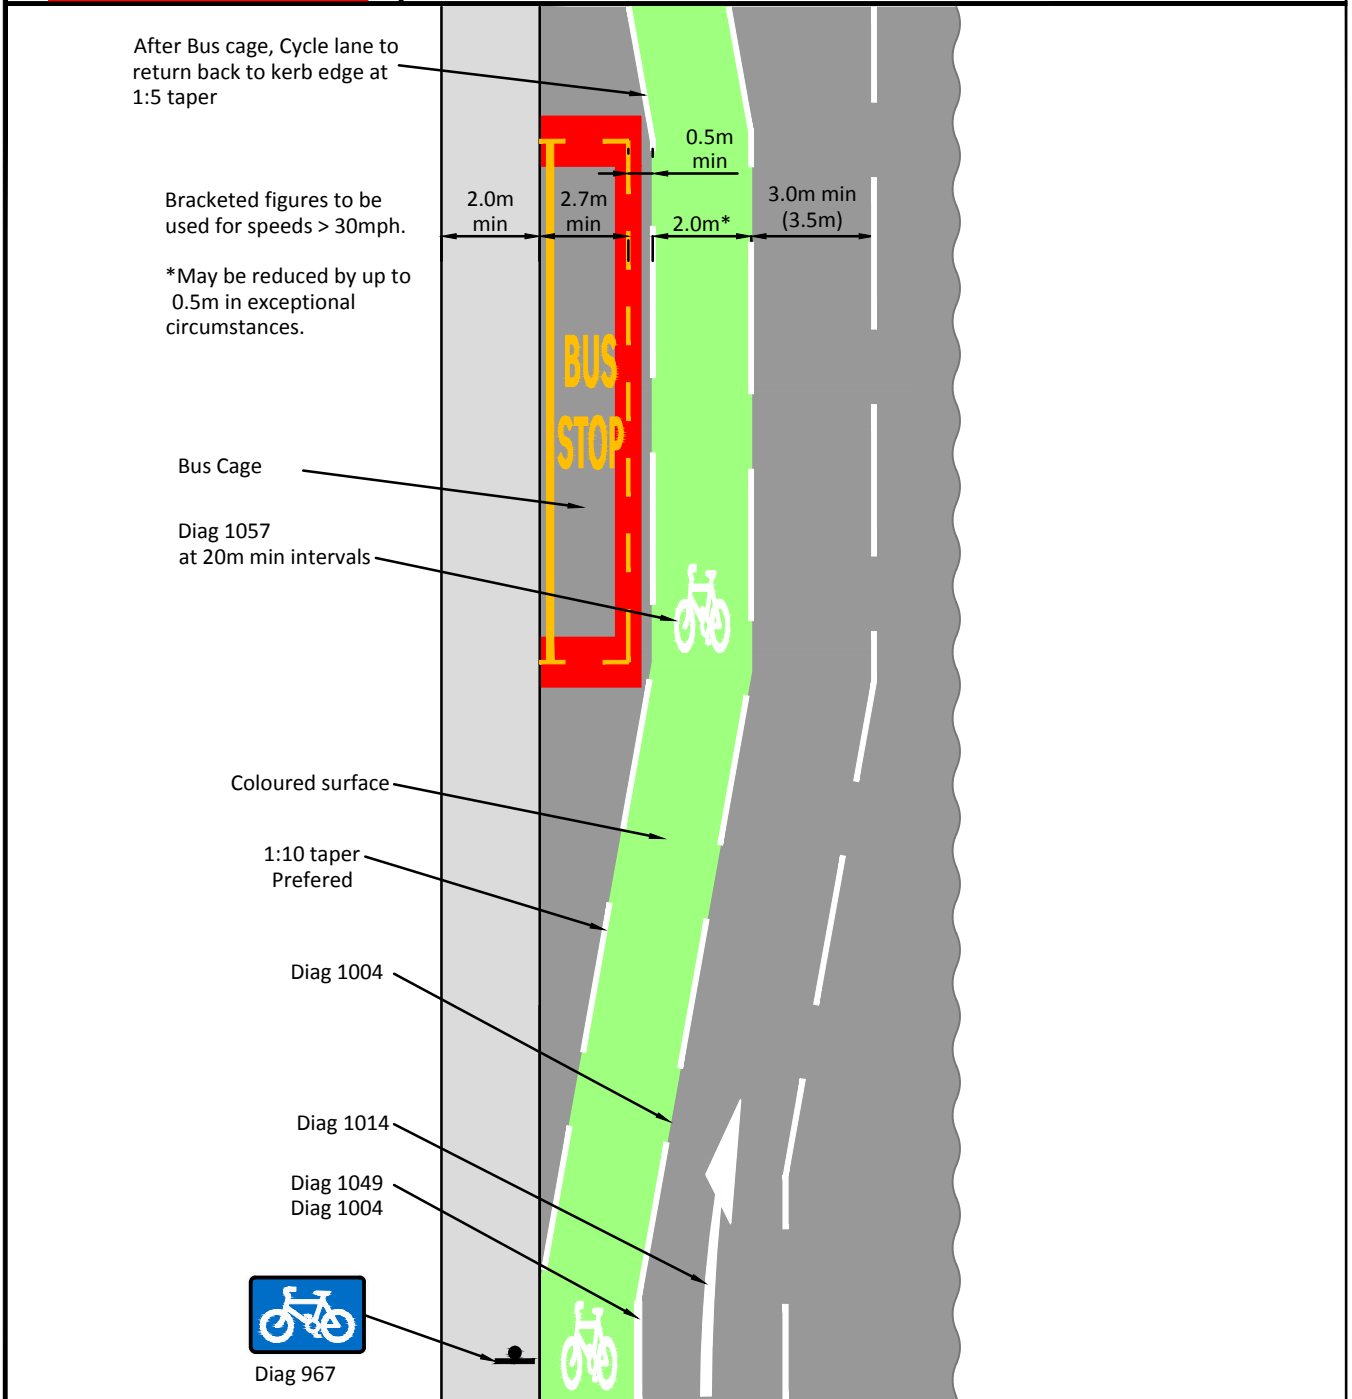 After Bus cage, Cycle lane to
return back to kerb edge at
1:5 taper
0.5m
min
Bracketed figures to be
used for speeds > 30mph.
2.0m
min
2.7m
min
2.0m*
3.0m min
(3.5m)
*May be reduced by up to
0.5m in exceptional
circumstances.
BUS
STOP
Bus Cage
Diag 1057
at 20m min intervals
Coloured surface
1:10 taper
Prefered
Diag 1004
Diag 1014
Diag 1049
Diag 1004
Diag 967